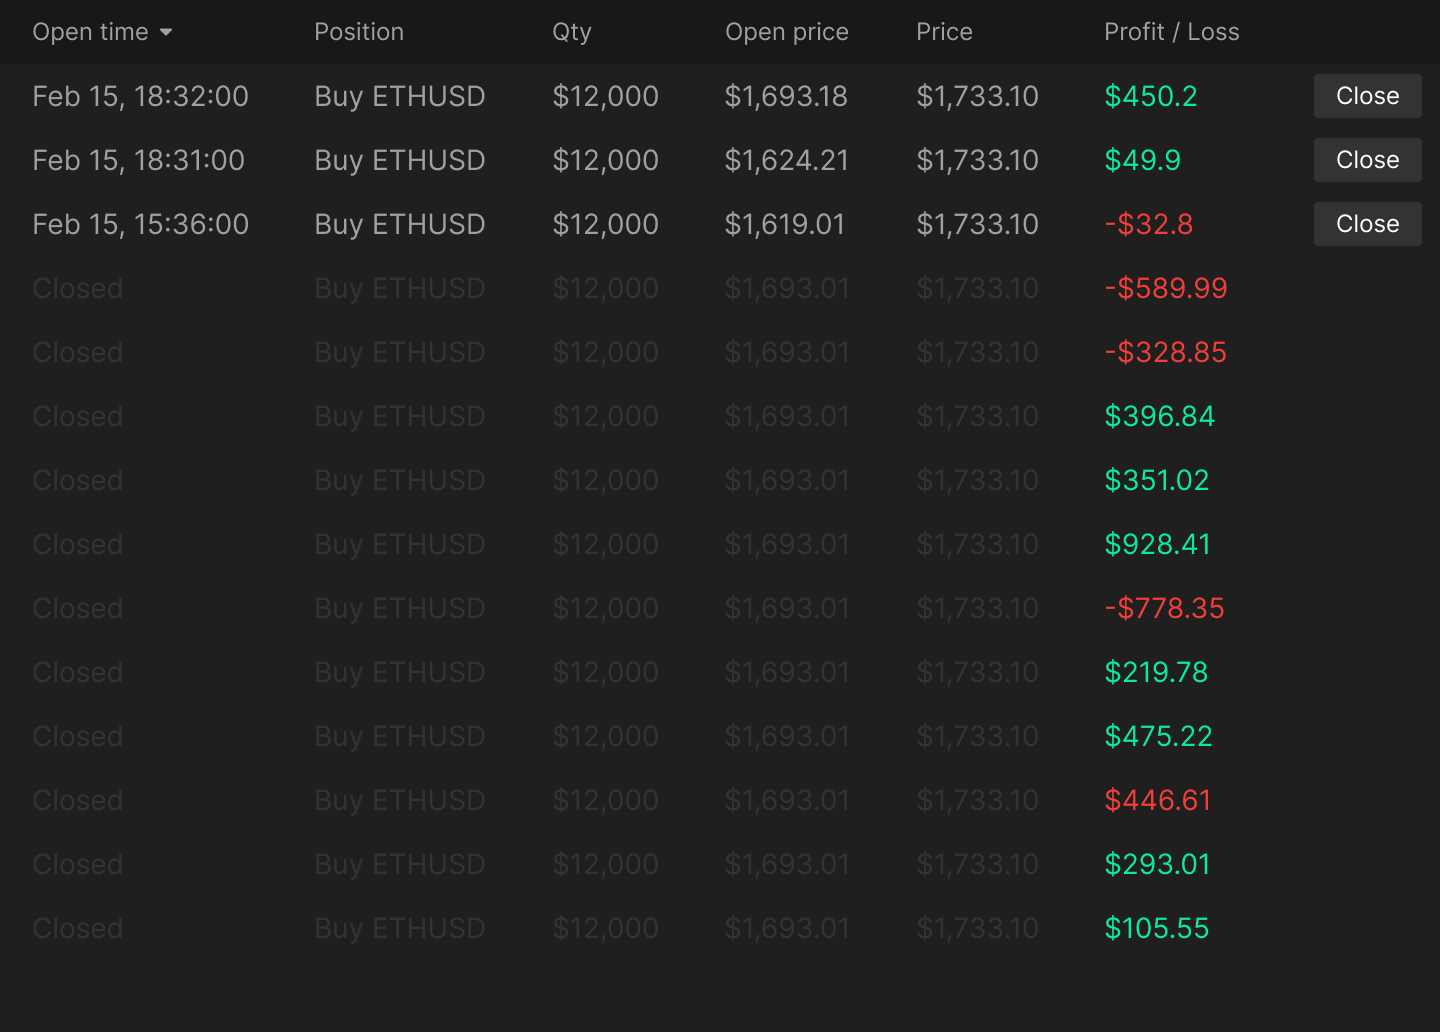 Open time Position Qty Open price Price Profit / Loss
Feb 15, 18:32:00 Buy ETHUSD $12,000 $1,693.18 $1,733.10 $450.2 Close
Feb 15, 18:31:00 Buy ETHUSD $12,000 $1,624.21 $1,733.10 $49.9 Close
Feb 15, 15:36:00 Buy ETHUSD $12,000 $1,619.01 $1,733.10 -$32.8 Close
Closed Buy ETHUSD $12,000 $1,693.01 $1,733.10 -$589.99
Closed Buy ETHUSD $12,000 $1,693.01 $1,733.10 -$328.85
Closed Buy ETHUSD $12,000 $1,693.01 $1,733.10 $396.84
Closed Buy ETHUSD $12,000 $1,693.01 $1,733.10 $351.02
Closed Buy ETHUSD $12,000 $1,693.01 $1,733.10 $928.41
Closed Buy ETHUSD $12,000 $1,693.01 $1,733.10 -$778.35
Closed Buy ETHUSD $12,000 $1,693.01 $1,733.10 $219.78
Closed Buy ETHUSD $12,000 $1,693.01 $1,733.10 $475.22
Closed Buy ETHUSD $12,000 $1,693.01 $1,733.10 $446.61
Closed Buy ETHUSD $12,000 $1,693.01 $1,733.10 $293.01
Closed Buy ETHUSD $12,000 $1,693.01 $1,733.10 $105.55